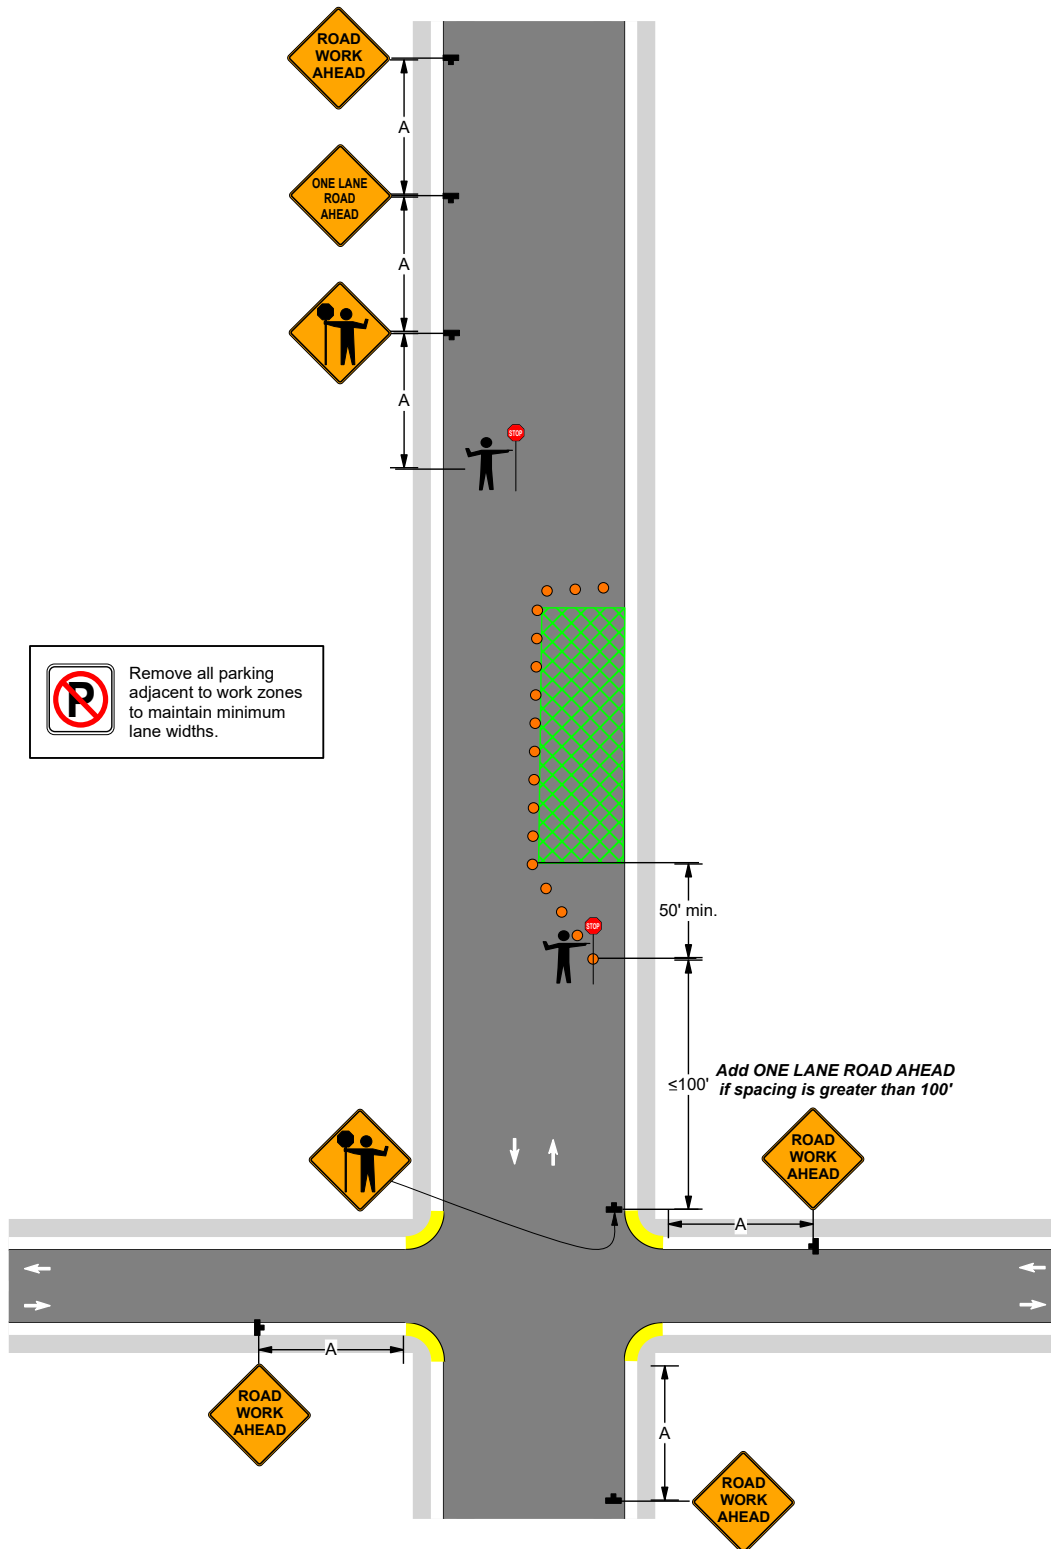 ROAD
WORK
AHEAD
A
ONE LANE
ROAD
AHEAD
A
A
STOP
P
Remove all parking
adjacent to work zones
to maintain minimum
lane widths.
50' min.
STOP
≤100'
Add ONE LANE ROAD AHEAD
if spacing is greater than 100'
ROAD
WORK
AHEAD
A
A
ROAD
WORK
AHEAD
A
ROAD
WORK
AHEAD